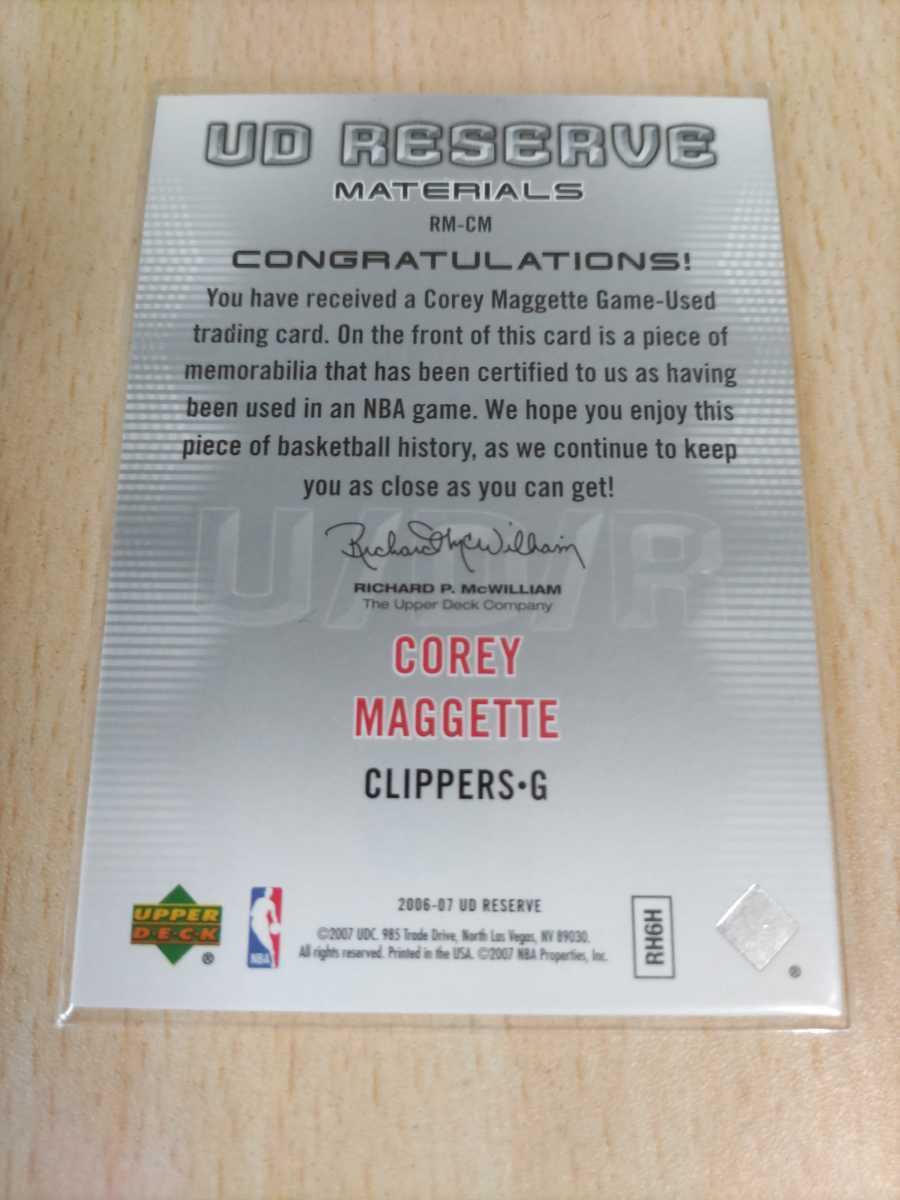 UD RESERVE
MATERIALS
RM-CM
CONGRATULATIONS!
You have received a Corey Maggette Game-Used
trading card. On the front of this card is a piece of
memorabilia that has been certified to us as having
been used in an NBA game. We hope you enjoy this
piece of basketball history, as we continue to keep
you as close as you can get!
U/D/R
Richard McWilliam
RICHARD P. McWILLIAM
The Upper Deck Company
COREY
MAGGETTE
CLIPPERS•G
UPPER
D·E·C·K
®
NBA
2006-07 UD RESERVE
©2007 UDC. 985 Trade Drive, North Las Vegas, NV 89030.
All rights reserved. Printed in the USA. ©2007 NBA Properties, Inc.
RH6H
®